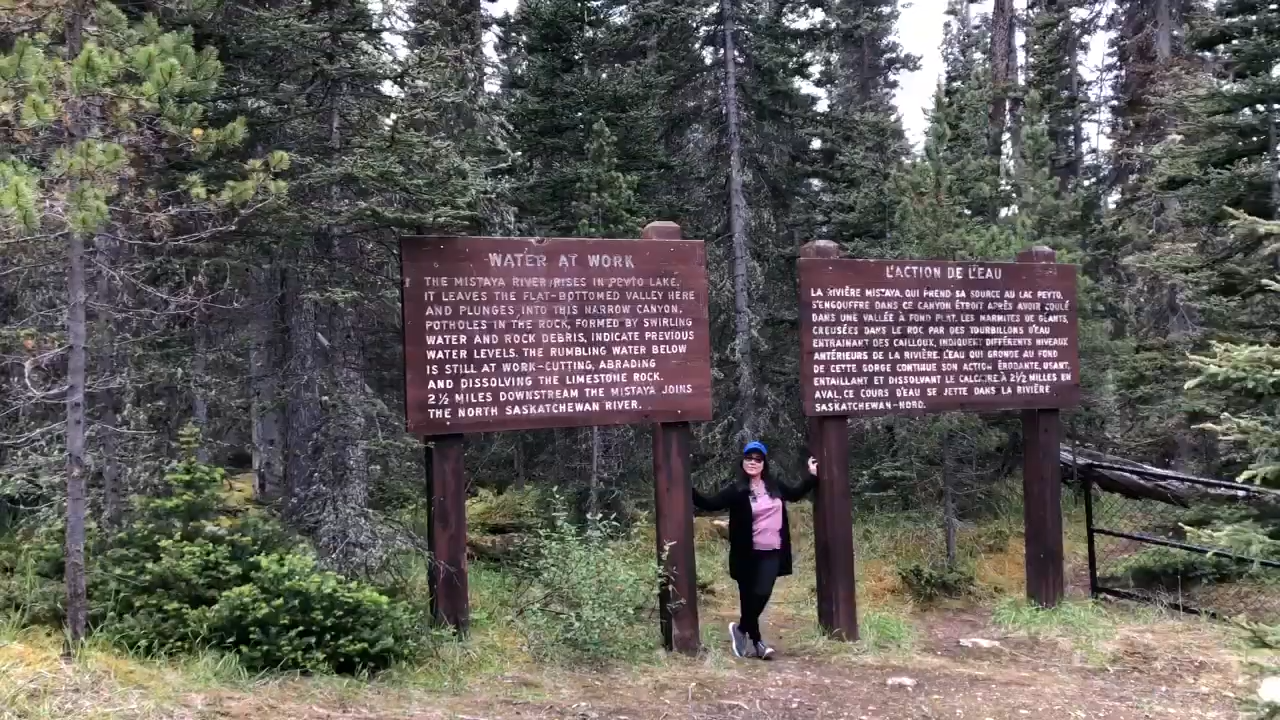 WATER AT WORK
THE MISTAYA RIVER RISES IN PEYTO LAKE.
IT LEAVES THE FLAT-BOTTOMED VALLEY HERE
AND PLUNGES INTO THIS NARROW CANYON.
POTHOLES IN THE ROCK, FORMED BY SWIRLING
WATER AND ROCK DEBRIS, INDICATE PREVIOUS
WATER LEVELS. THE RUMBLING WATER BELOW
IS STILL AT WORK-CUTTING, ABRADING
AND DISSOLVING THE LIMESTONE ROCK.
2½ MILES DOWNSTREAM THE MISTAYA JOINS
THE NORTH SASKATCHEWAN RIVER.
L'ACTION DE L'EAU
LA RIVIÈRE MISTAYA, QUI PREND SA SOURCE AU LAC PEYTO,
S'ENGOUFFRE DANS CE CANYON ÉTROIT APRÈS AVOIR COULÉ
DANS UNE VALLÉE À FOND PLAT. LES MARMITES DE GÉANTS,
CREUSÉES DANS LE ROC PAR DES TOURBILLONS D'EAU
ENTRAINANT DES CAILLOUX, INDIQUENT DIFFÉRENTS NIVEAUX
ANTÉRIEURS DE LA RIVIÈRE. L'EAU QUI GRONDE AU FOND
DE CETTE GORGE CONTINUE SON ACTION ÉRODANTE, USANT,
ENTAILLANT ET DISSOLVANT LE CALCAIRE À 2½ MILLES EN
AVAL, CE COURS D'EAU SE JETTE DANS LA RIVIÈRE
SASKATCHEWAN-NORD.